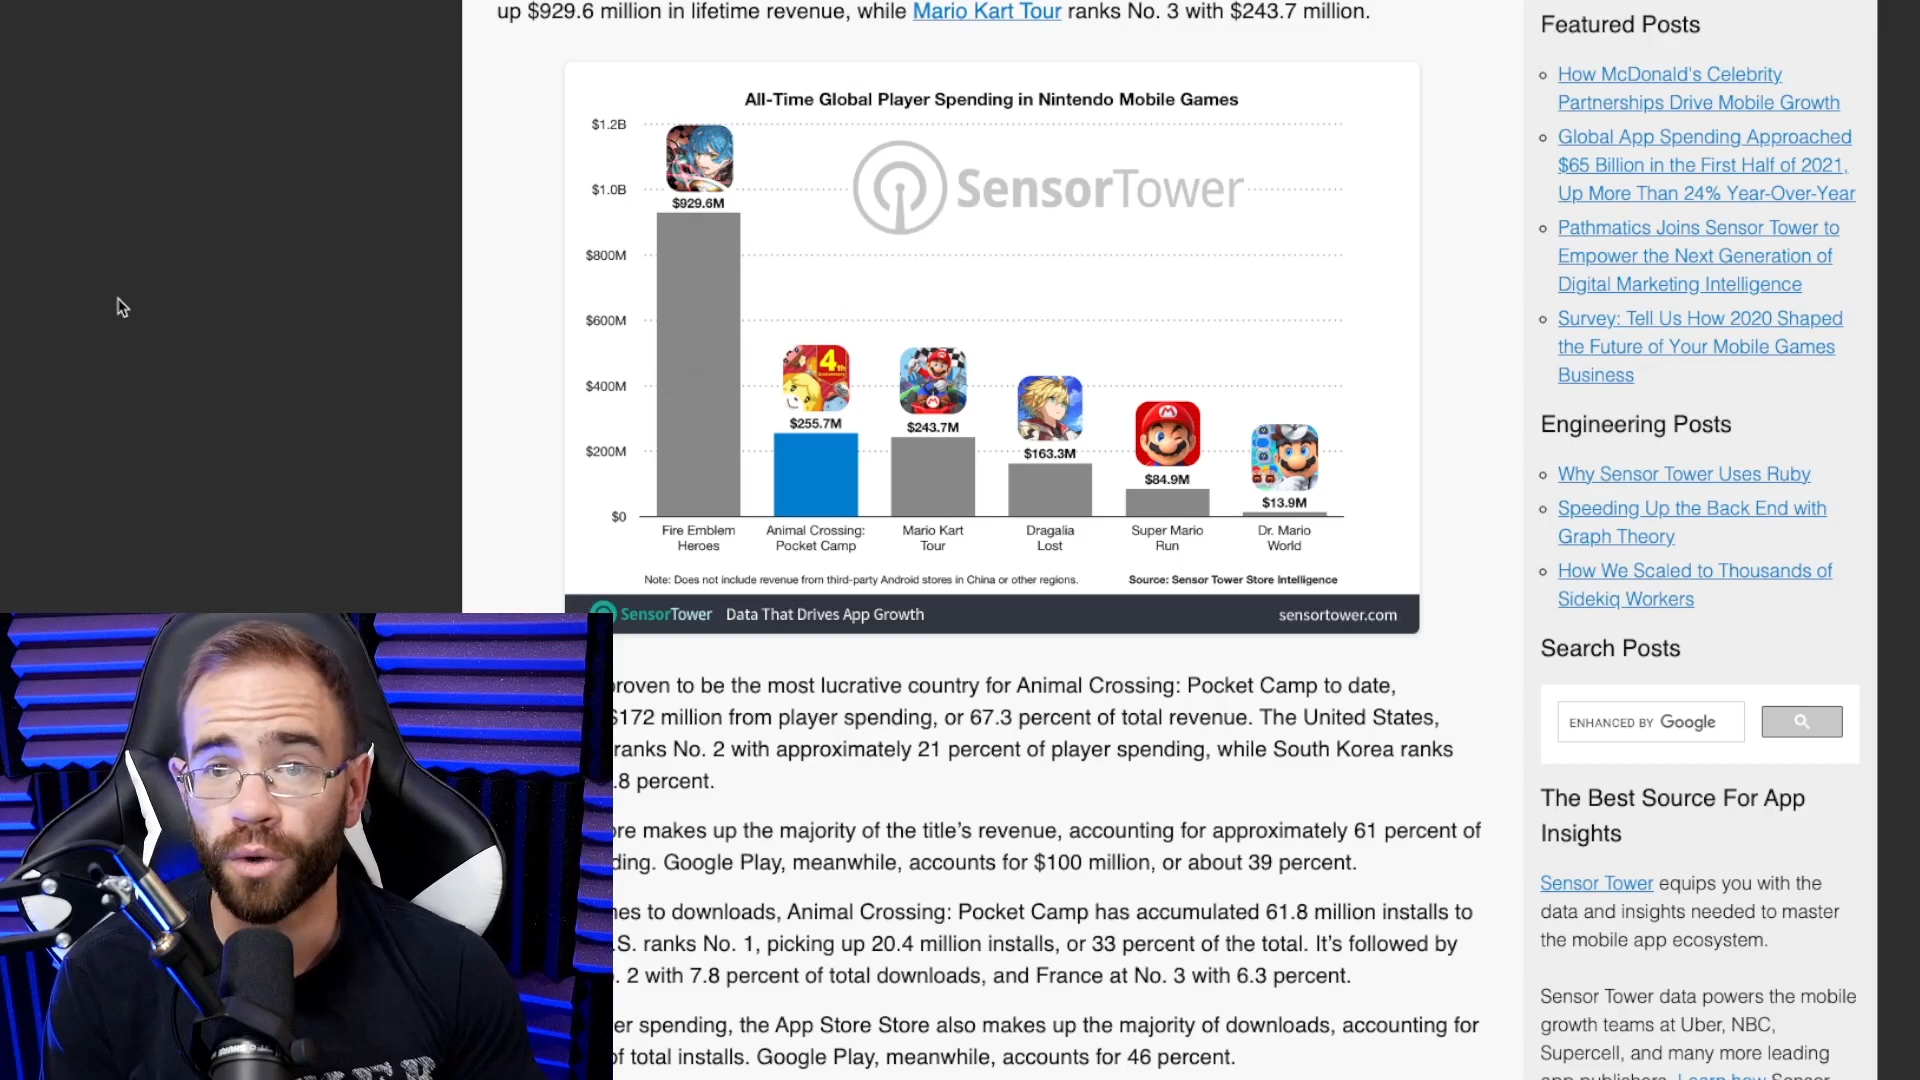 up $929.6 million in lifetime revenue, while Mario Kart Tour ranks No. 3 with $243.7 million.
All-Time Global Player Spending in Nintendo Mobile Games
$1.2B
$1.0B
$800M
$600M
$400M
$200M
$0
SensorTower
$929.6M
4th
Anniversary
$255.7M
$243.7M
$163.3M
$84.9M
$13.9M
Fire Emblem
Heroes
Animal Crossing:
Pocket Camp
Mario Kart
Tour
Dragalia
Lost
Super Mario
Run
Dr. Mario
World
Note: Does not include revenue from third-party Android stores in China or other regions.
Source: Sensor Tower Store Intelligence
SensorTower Data That Drives App Growth sensortower.com
proven to be the most lucrative country for Animal Crossing: Pocket Camp to date,
$172 million from player spending, or 67.3 percent of total revenue. The United States,
ranks No. 2 with approximately 21 percent of player spending, while South Korea ranks
.8 percent.
re makes up the majority of the title's revenue, accounting for approximately 61 percent of
ding. Google Play, meanwhile, accounts for $100 million, or about 39 percent.
es to downloads, Animal Crossing: Pocket Camp has accumulated 61.8 million installs to
.S. ranks No. 1, picking up 20.4 million installs, or 33 percent of the total. It's followed by
. 2 with 7.8 percent of total downloads, and France at No. 3 with 6.3 percent.
er spending, the App Store Store also makes up the majority of downloads, accounting for
of total installs. Google Play, meanwhile, accounts for 46 percent.
Featured Posts
How McDonald's Celebrity
Partnerships Drive Mobile Growth
Global App Spending Approached
$65 Billion in the First Half of 2021,
Up More Than 24% Year-Over-Year
Pathmatics Joins Sensor Tower to
Empower the Next Generation of
Digital Marketing Intelligence
Survey: Tell Us How 2020 Shaped
the Future of Your Mobile Games
Business
Engineering Posts
Why Sensor Tower Uses Ruby
Speeding Up the Back End with
Graph Theory
How We Scaled to Thousands of
Sidekiq Workers
Search Posts
ENHANCED BY Google
The Best Source For App
Insights
Sensor Tower equips you with the
data and insights needed to master
the mobile app ecosystem.
Sensor Tower data powers the mobile
growth teams at Uber, NBC,
Supercell, and many more leading
app publishers. Learn how Sensor